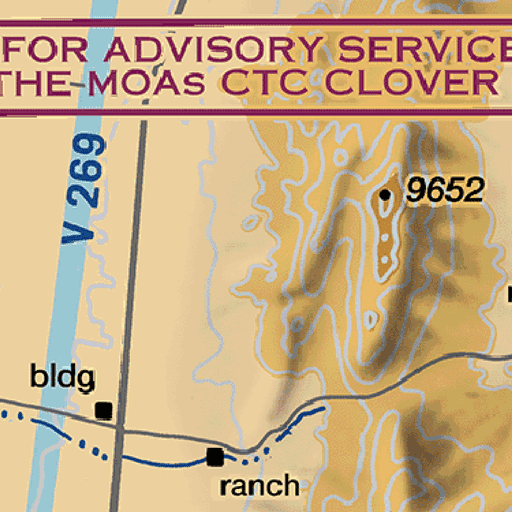 FOR ADVISORY SERVICE
THE MOAs CTC CLOVER
V 269
9652
bldg
ranch